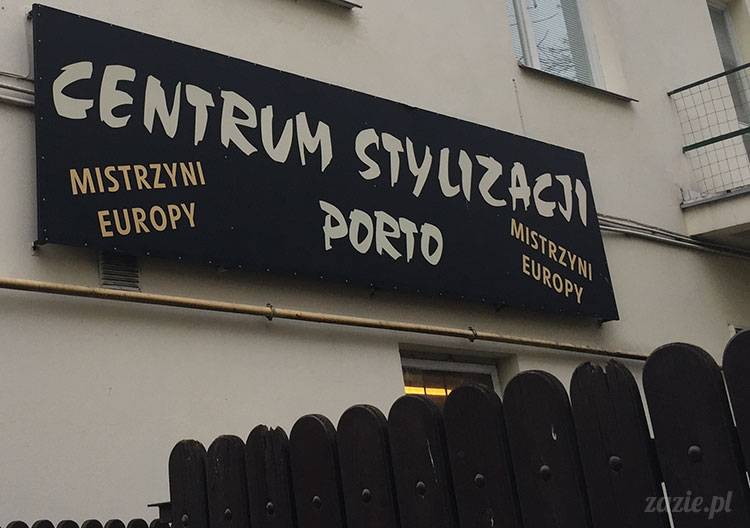 CENTRUM STYLIZACJI
PORTO
MISTRZYNI
EUROPY
MISTRZYNI
EUROPY
zazie.pl